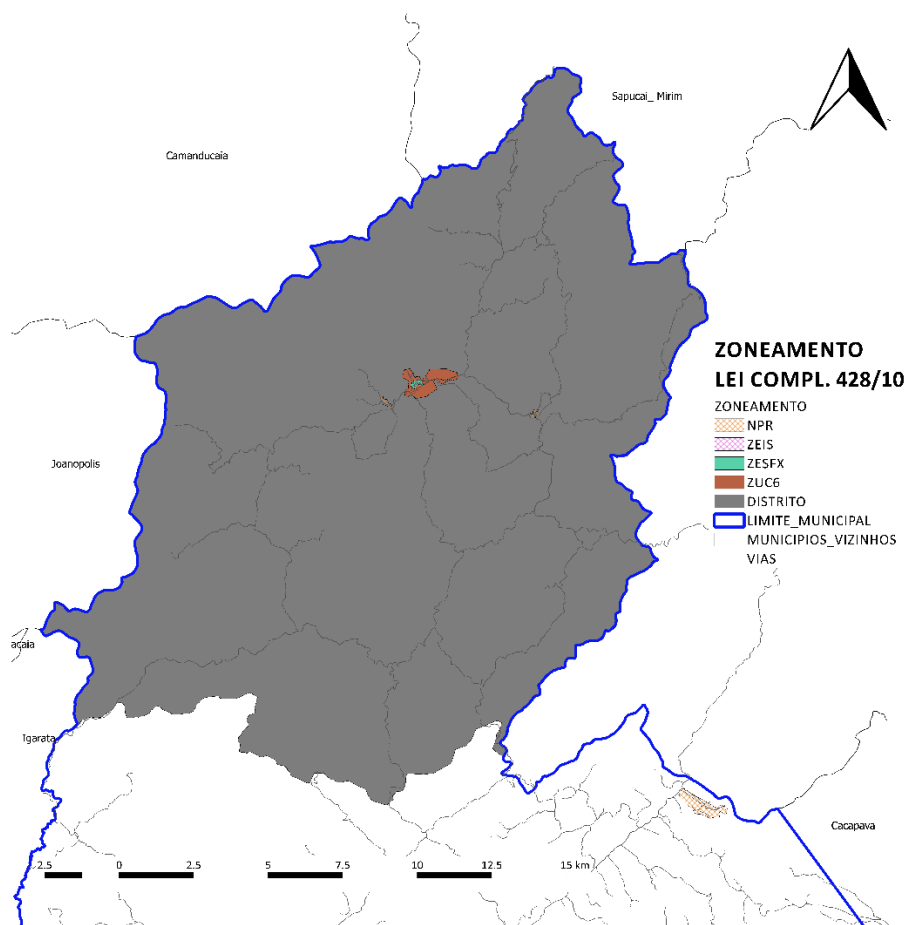 Sapucai_ Mirim
Camanducaia
ZONEAMENTO
LEI COMPL. 428/10
ZONEAMENTO
NPR
ZEIS
ZESFX
ZUC6
DISTRITO
LIMITE_MUNICIPAL
MUNICIPIOS_VIZINHOS
VIAS
Joanopolis
açaia
Igarata
Cacapava
2.5 0 2.5 5 7.5 10 12.5 15 km